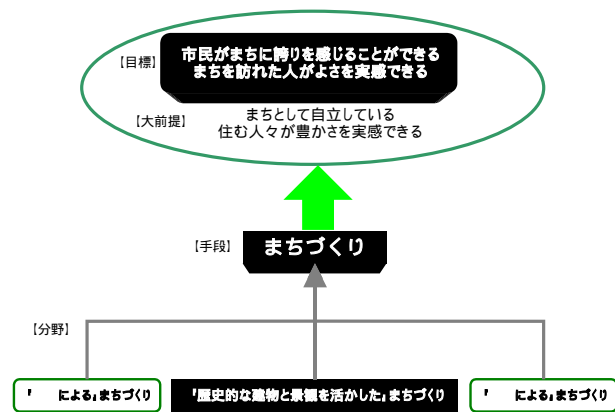 【目標】
市民がまちに誇りを感じることができる
まちを訪れた人がよさを実感できる
【大前提】
まちとして自立している
住む人々が豊かさを実感できる
【手段】
まちづくり
【分野】
『　　による』まちづくり
『歴史的な建物と景観を活かした』まちづくり
『　　による』まちづくり